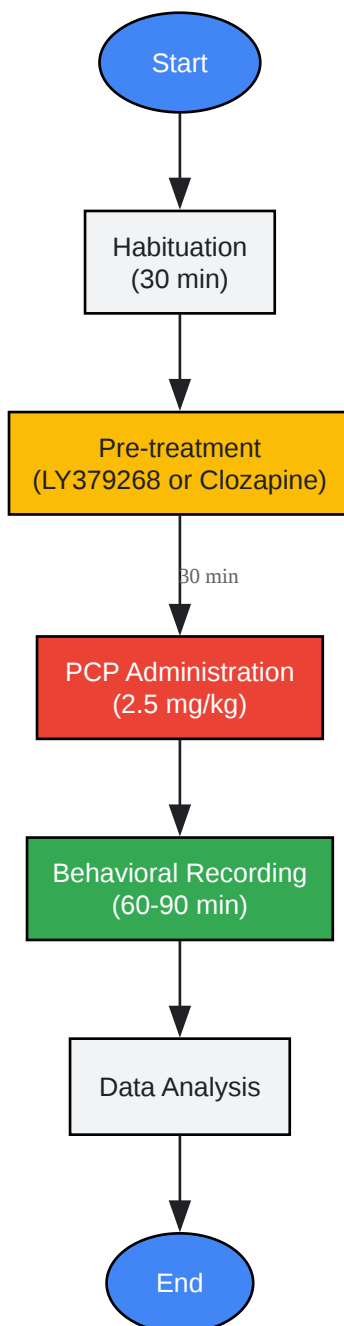 Start
Habituation
(30 min)
Pre-treatment
(LY379268 or Clozapine)
30 min
PCP Administration
(2.5 mg/kg)
Behavioral Recording
(60-90 min)
Data Analysis
End